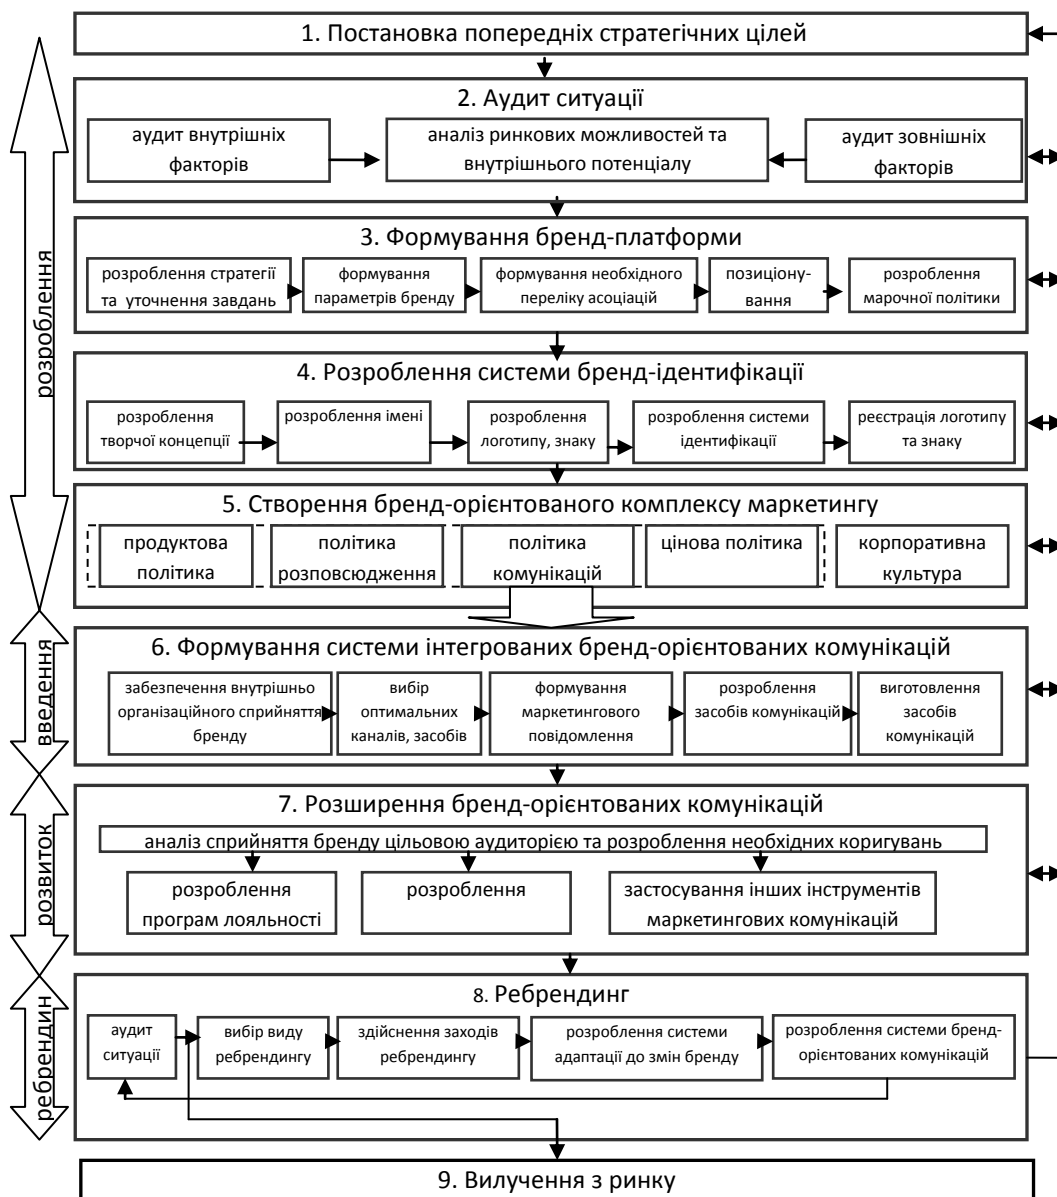 1. Постановка попередніх стратегічних цілей
2. Аудит ситуації
аудит внутрішніх
факторів
аналіз ринкових можливостей та
внутрішнього потенціалу
аудит зовнішніх
факторів
3. Формування бренд-платформи
розроблення стратегії
та уточнення завдань
формування
параметрів бренду
формування необхідного
переліку асоціацій
позиціону-
вання
розроблення
марочної політики
4. Розроблення системи бренд-ідентифікації
розроблення
творчої концепції
розроблення імені
розроблення
логотипу, знаку
розроблення системи
ідентифікації
реєстрація логотипу
та знаку
5. Створення бренд-орієнтованого комплексу маркетингу
продуктова
політика
політика
розповсюдження
політика
комунікацій
цінова політика
корпоративна
культура
розроблення
6. Формування системи інтегрованих бренд-орієнтованих комунікацій
забезпечення внутрішньо
організаційного сприйняття
бренду
вибір
оптимальних
каналів, засобів
формування
маркетингового
повідомлення
розроблення
засобів комунікацій
виготовлення
засобів
комунікацій
введення
7. Розширення бренд-орієнтованих комунікацій
аналіз сприйняття бренду цільовою аудиторією та розроблення необхідних коригувань
розроблення
програм лояльності
розроблення
застосування інших інструментів
маркетингових комунікацій
розвиток
8. Ребрендинг
аудит
ситуації
вибір виду
ребрендингу
здійснення заходів
ребрендингу
розроблення системи
адаптації до змін бренду
розроблення системи бренд-
орієнтованих комунікацій
ребрендин
9. Вилучення з ринку